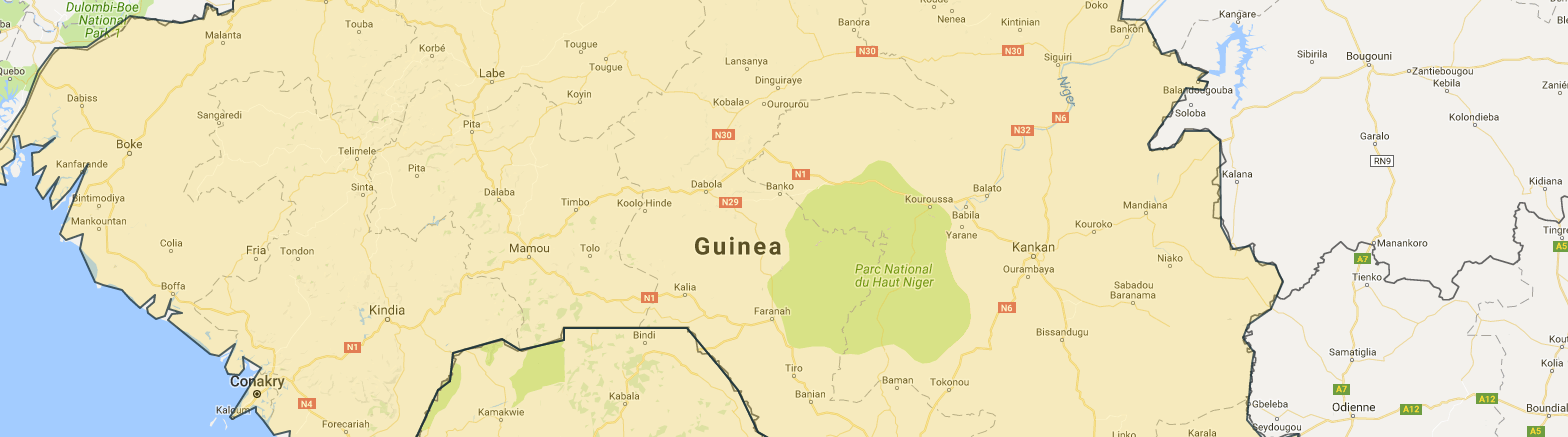 Dulombi-Boe
National
Park
Quebo
Malanta
Touba
Korbé
Labe
Tougue
Tougue
Koyin
Dabiss
Sangaredi
Pita
Boke
Telimele
Pita
Kanfarande
Sinta
Dalaba
Bintimodiya
Mankountan
Timbo
Koolo Hinde
Colia
Fria
Tondon
Mamou
Tolo
Boffa
Kindia
N1
Conakry
Kaloum
N4
Forecariah
Banora
Nenea
Kintinian
Doko
Bankon
N30
N30
Siguiri
Lansanya
Dinguiraye
Kobala
Ourourou
Niger
N6
N32
N30
Balandougouba
Soloba
N1
Dabola
Banko
N29
Kouroussa
Balato
Babila
Yarane
Guinea
Kankan
Kouroko
Mandiana
Niako
Ourambaya
Parc National
du Haut Niger
Sabadou
Baranama
Kalia
N1
N6
Faranah
Bissandugu
Bindi
Tiro
Banian
Baman
Tokonou
Kabala
Kamakwie
Linko
Karala
Kangare
Sibirila
Bougouni
Zantiebougou
Kebila
Kolondieba
Garalo
RN9
Kalana
Kidiana
Manankoro
A7
Tienko
Samatiglia
A7
Odienne
A12
A12
A5
A5
Gbeleba
Seydougou
Kolia